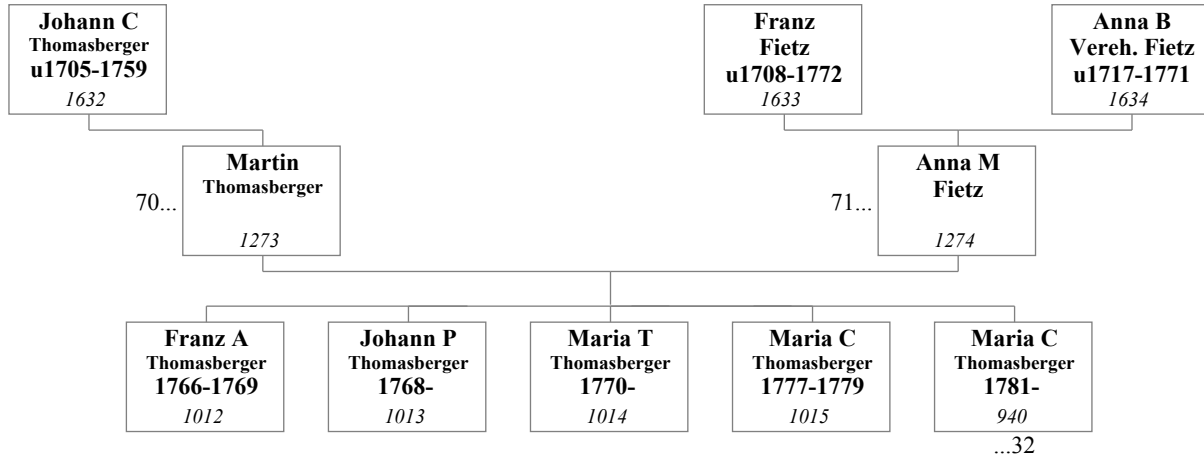 Johann C
Thomasberger
u1705-1759
1632
Franz
Fietz
u1708-1772
1633
Anna B
Vereh. Fietz
u1717-1771
1634
70...
Martin
Thomasberger
1273
71...
Anna M
Fietz
1274
Franz A
Thomasberger
1766-1769
1012
Johann P
Thomasberger
1768-
1013
Maria T
Thomasberger
1770-
1014
Maria C
Thomasberger
1777-1779
1015
Maria C
Thomasberger
1781-
940
...32